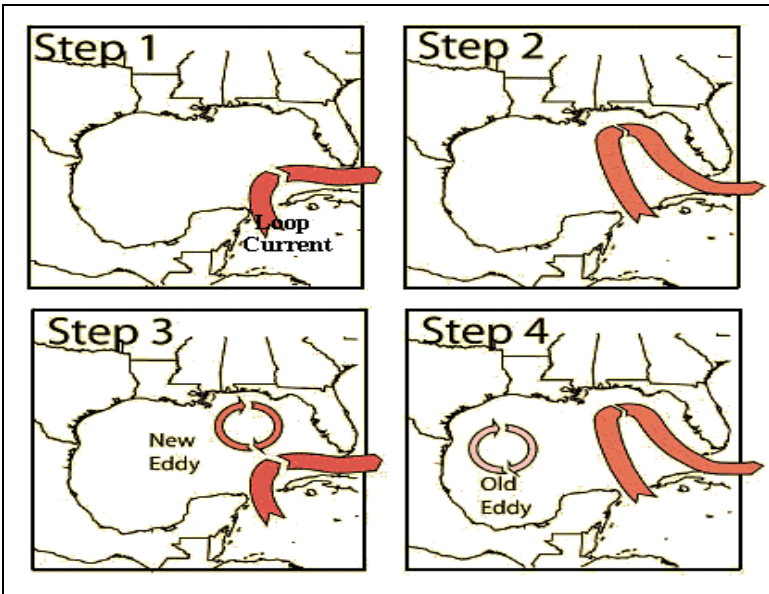 Step 1
Loop
Current
Step 2
Step 3
New
Eddy
Step 4
Old
Eddy